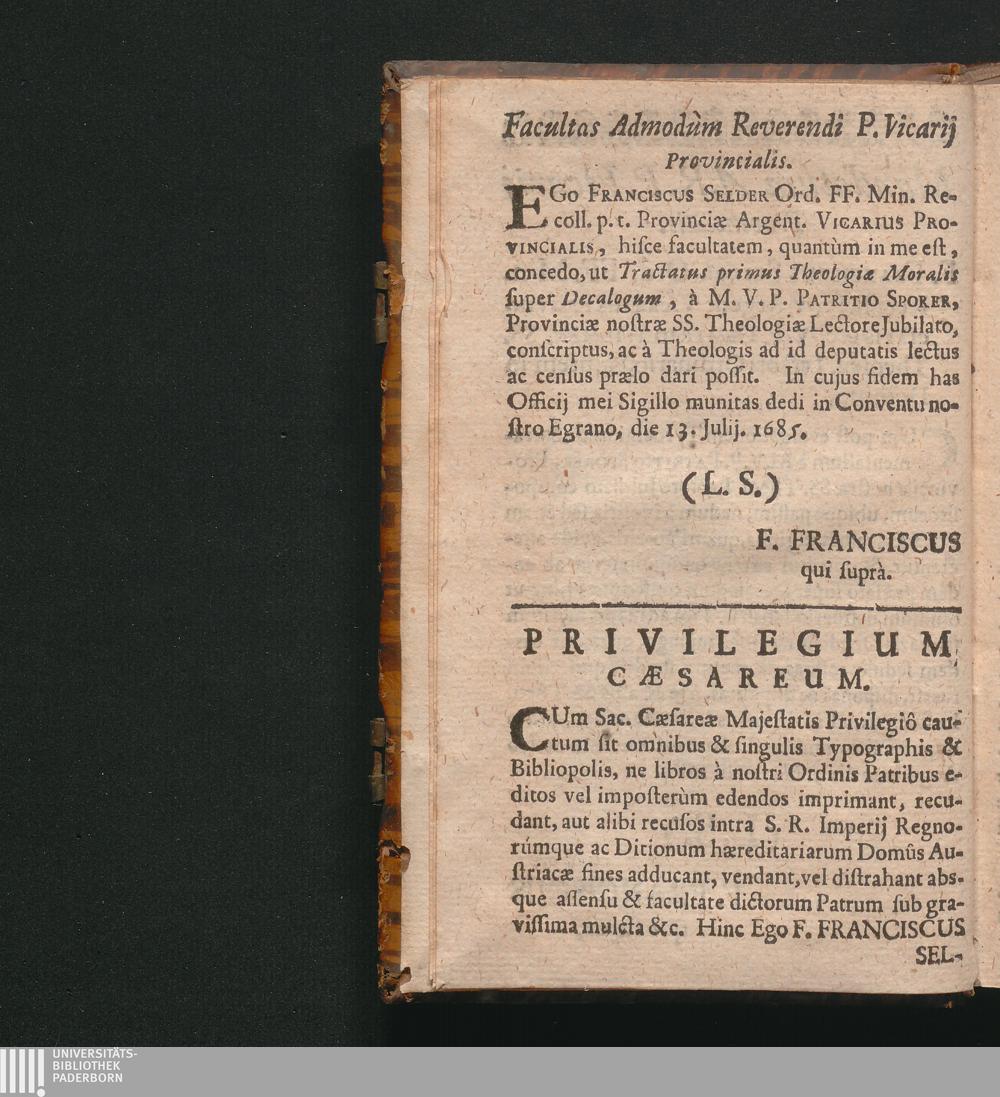 Facultas Admodùm Reverendi P. Vicarij
Provincialis.
EGo FRANCISCUS SELDER Ord. FF. Min. Re-
coll. p. t. Provinciæ Argent. VICARIUS PRO-
VINCIALIS, hiſce facultatem, quantùm in me eſt,
concedo, ut Tractatus primus Theologiæ Moralis
ſuper Decalogum, à M. V. P. PATRITIO SPORER,
Provinciæ noſtræ SS. Theologiæ Lectore Jubilato,
conſcriptus, ac à Theologis ad id deputatis lectus
ac cenſus prælo dari poſſit. In cujus fidem has
Officij mei Sigillo munitas dedi in Conventu no-
ſtro Egrano, die 13. Julij. 1685.
(L. S.)
F. FRANCISCUS
qui ſuprà.
PRIVILEGIUM
CÆSAREUM.
CUm Sac. Cæſareæ Majeſtatis Privilegiô cau-
tum ſit omnibus & ſingulis Typographis &
Bibliopolis, ne libros à noſtri Ordinis Patribus e-
ditos vel impoſterùm edendos imprimant, recu-
dant, aut alibi recuſos intra S. R. Imperij Regno-
rúmque ac Ditionum hæreditariarum Domûs Au-
ſtriacæ fines adducant, vendant, vel diſtrahant abs-
que aſſenſu & facultate dictorum Patrum ſub gra-
viſſima mulcta &c. Hinc Ego F. FRANCISCUS
SEL-
UNIVERSITÄTS-
BIBLIOTHEK
PADERBORN